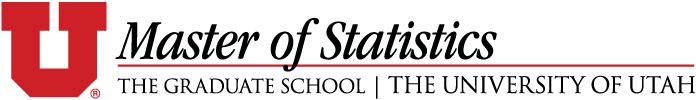 U®
Master of Statistics
THE GRADUATE SCHOOL | THE UNIVERSITY OF UTAH